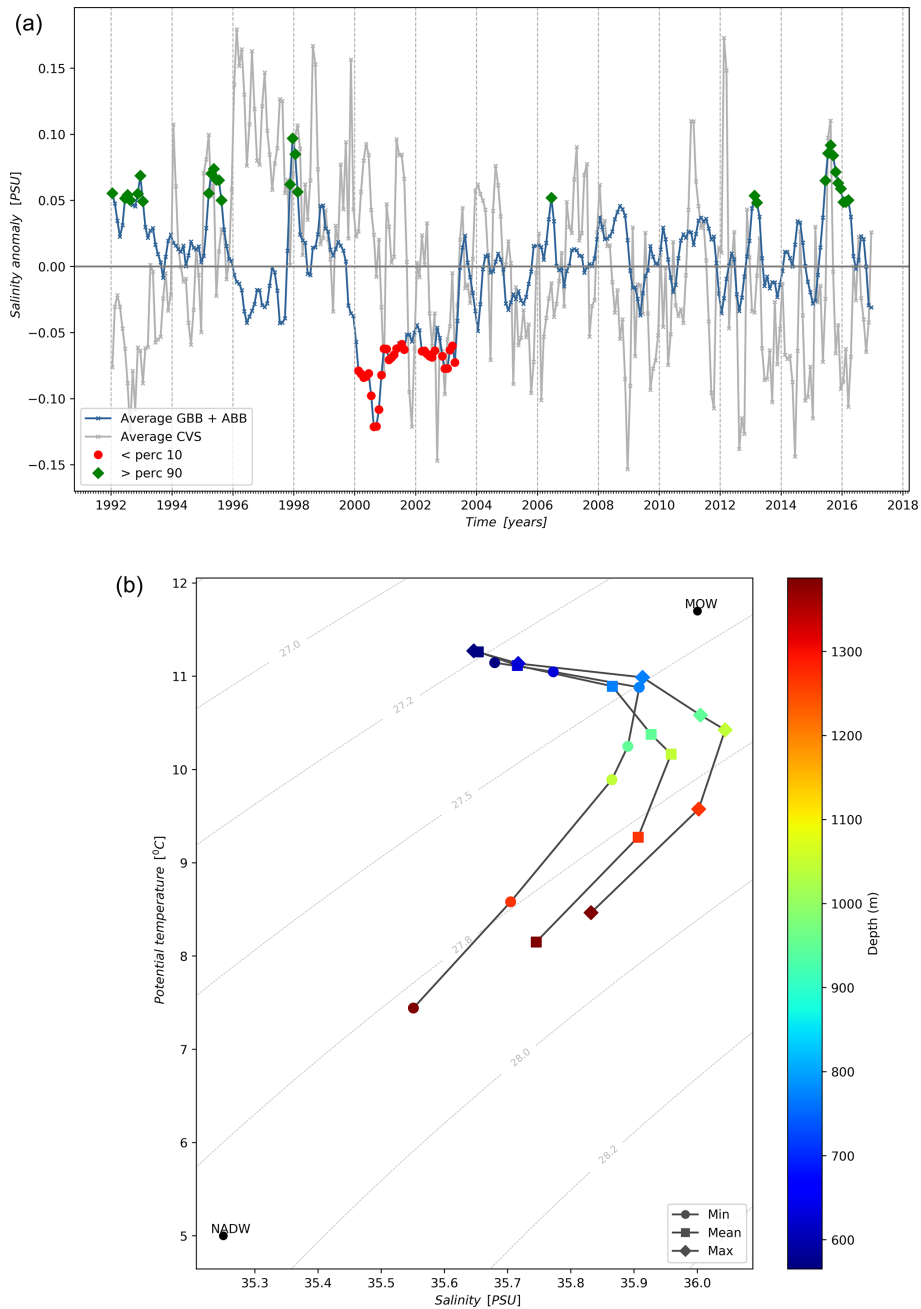 (a)
Salinity anomaly [PSU]
0.15
0.10
0.05
0.00
−0.05
−0.10
−0.15
Average GBB + ABB
Average CVS
< perc 10
> perc 90
1992 1994 1996 1998 2000 2002 2004 2006 2008 2010 2012 2014 2016 2018
Time [years]
(b)
Potential temperature [⁰C]
12
11
10
9
8
7
6
5
MOW
27.0
27.2
27.5
27.8
28.0
28.2
NADW
Min
Mean
Max
35.3 35.4 35.5 35.6 35.7 35.8 35.9 36.0
Salinity [PSU]
1300
1200
1100
1000
900
800
700
600
Depth (m)